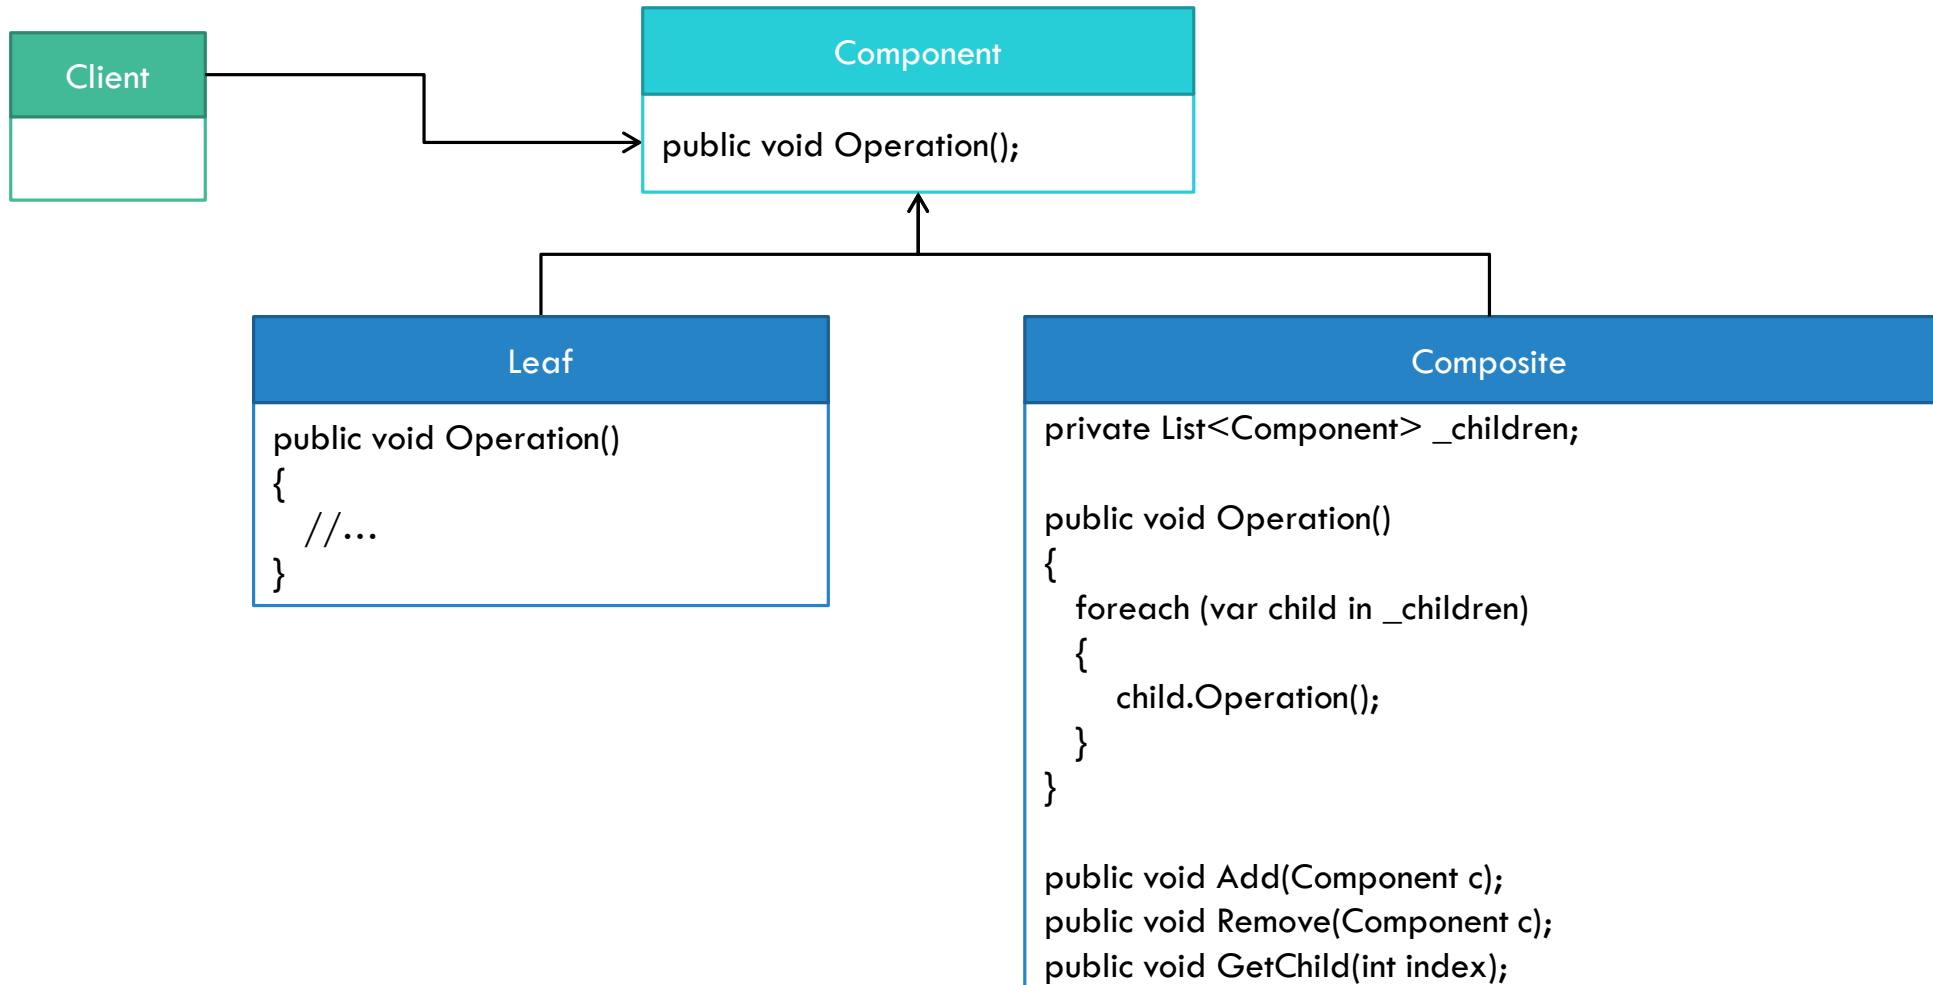 Client
Component
public void Operation();
Leaf
public void Operation()
{
//...
}
Composite
private List<Component> _children;
public void Operation()
{
foreach (var child in _children)
{
child.Operation();
}
}
public void Add(Component c);
public void Remove(Component c);
public void GetChild(int index);